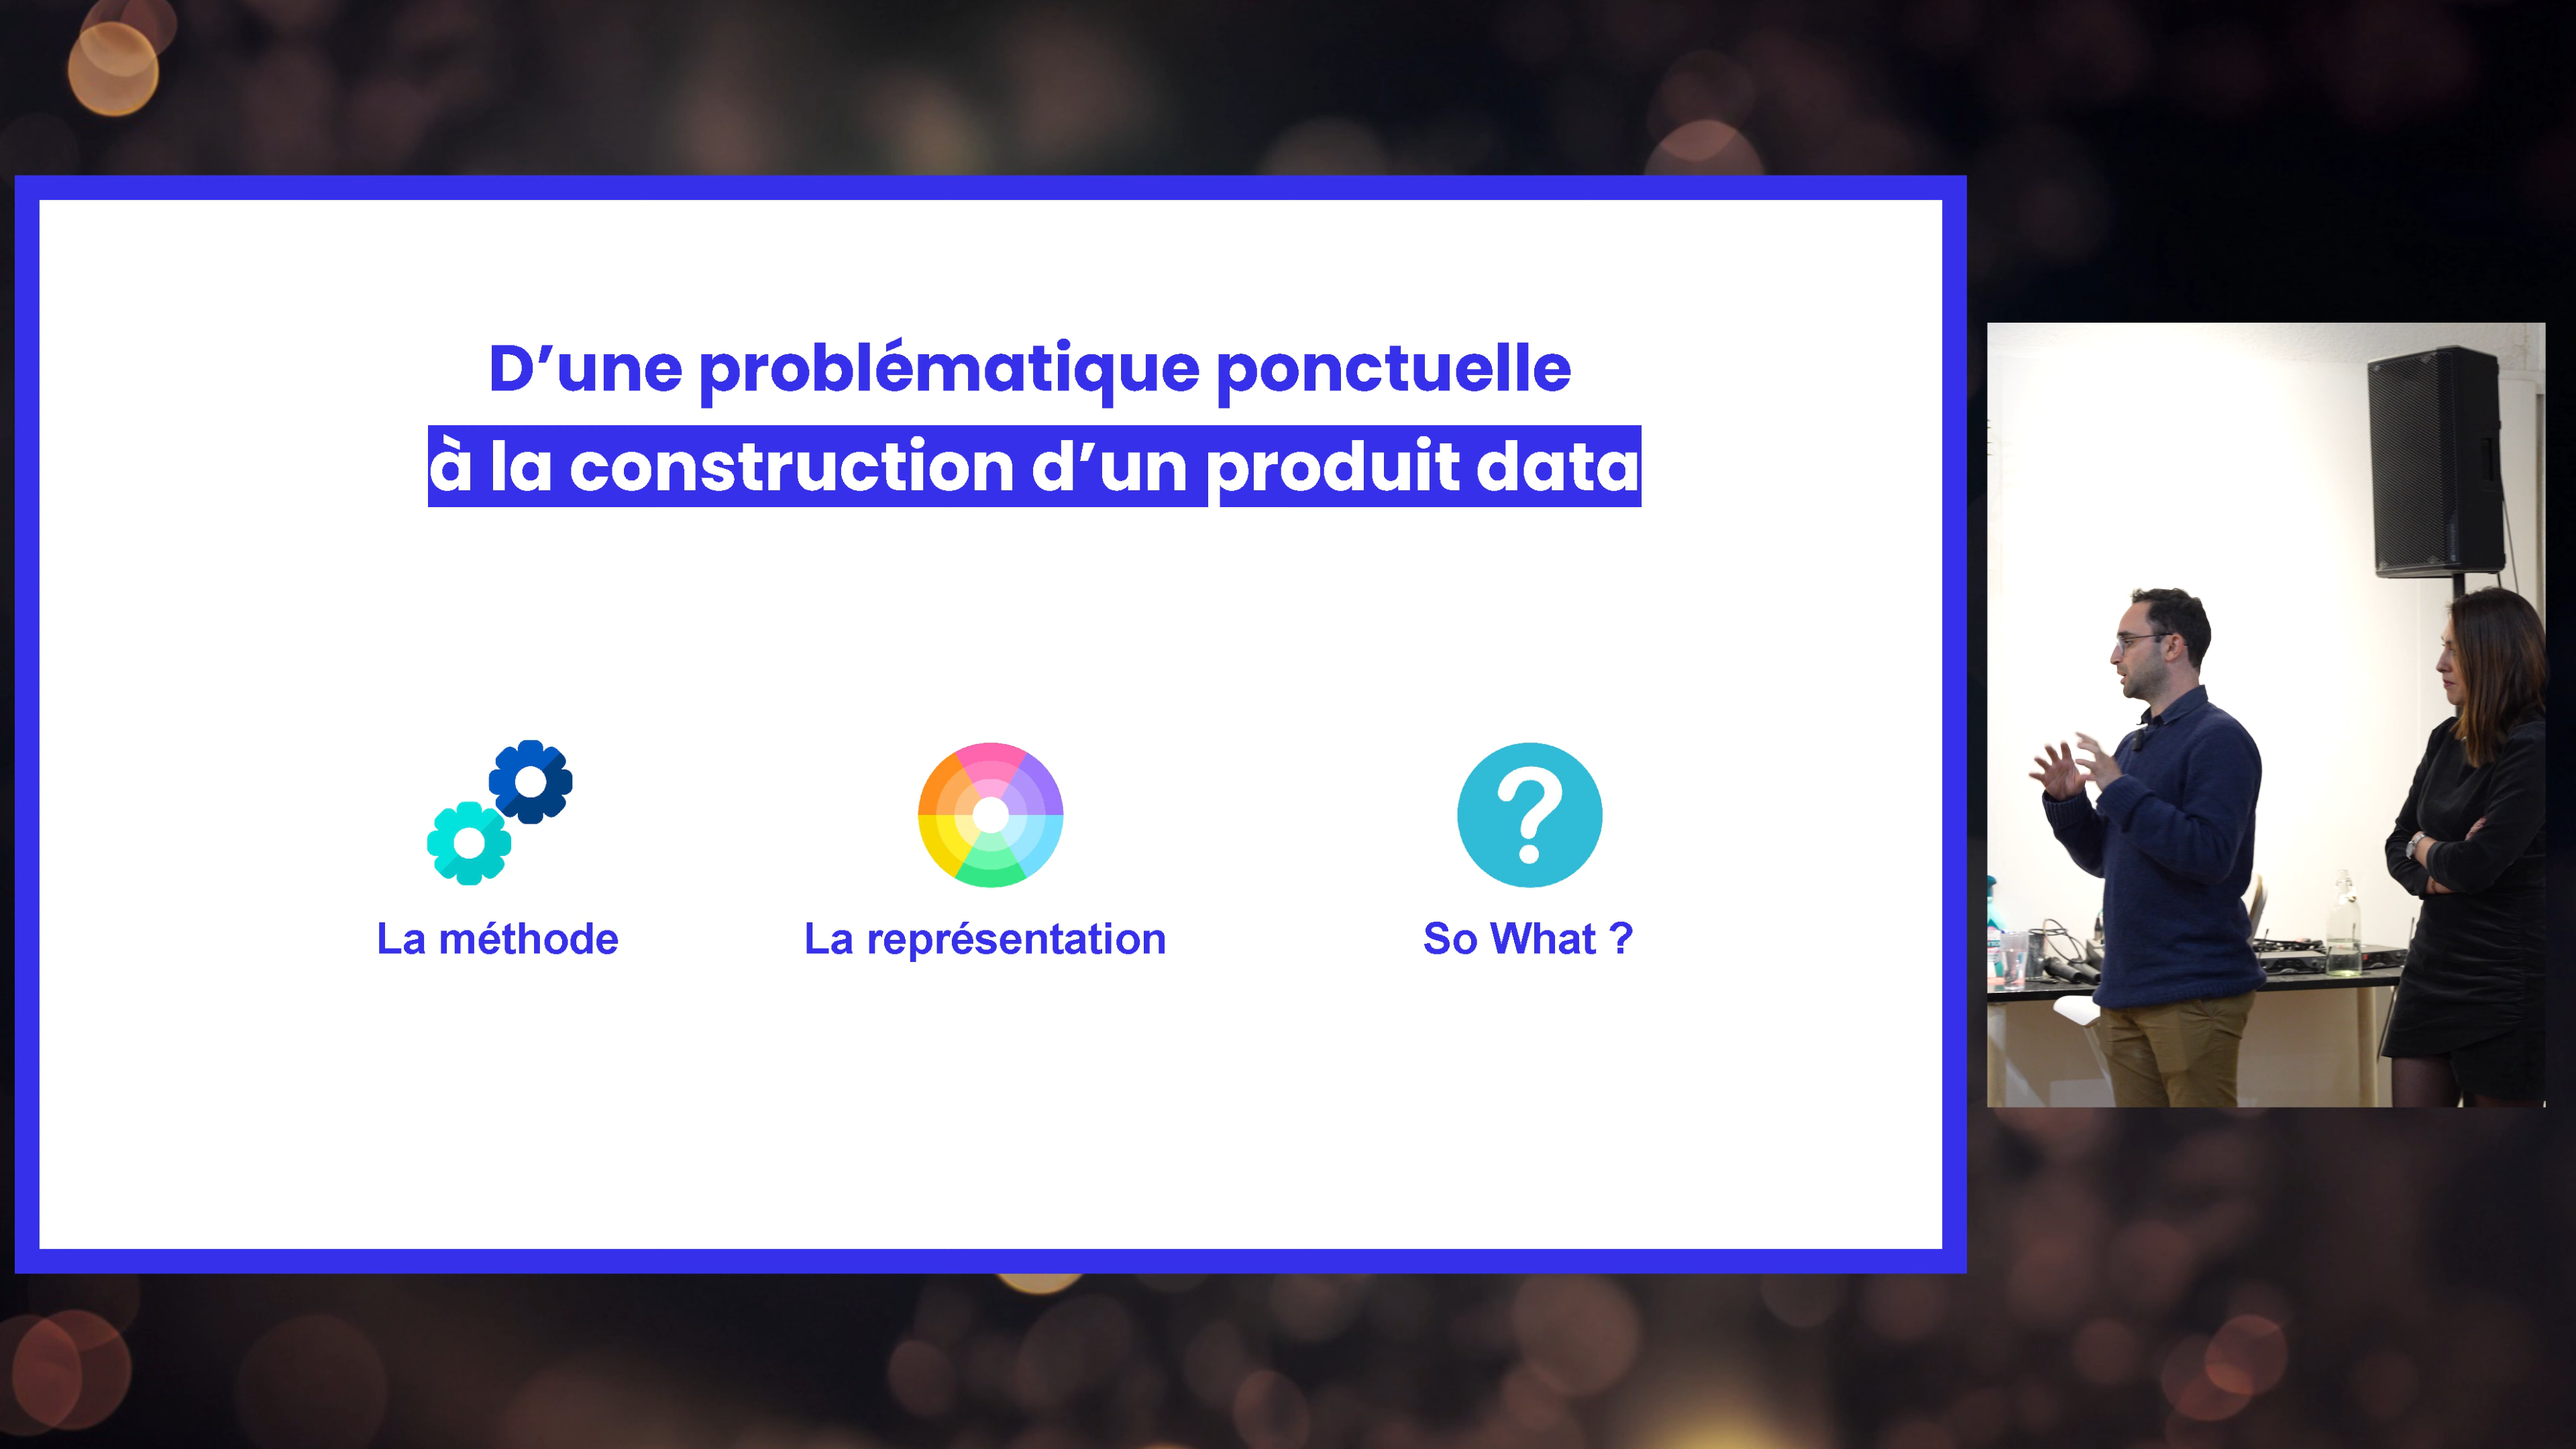 D’une problématique ponctuelle
à la construction d’un produit data
La méthode
La représentation
So What ?